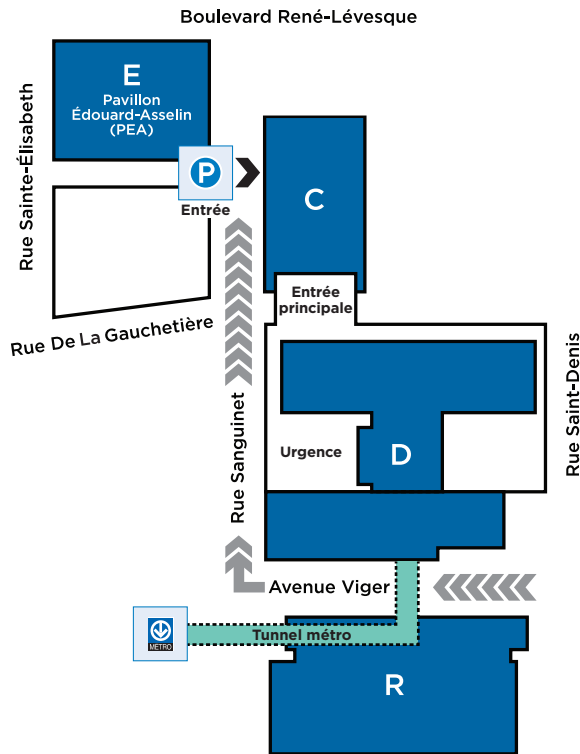 Boulevard René-Lévesque
E
Pavillon
Édouard-Asselin
(PEA)
Rue Sainte-Élisabeth
P
Entrée
C
Entrée
principale
Rue De La Gauchetière
Rue Sanguinet
Urgence
D
Rue Saint-Denis
Avenue Viger
MÉTRO
Tunnel métro
R